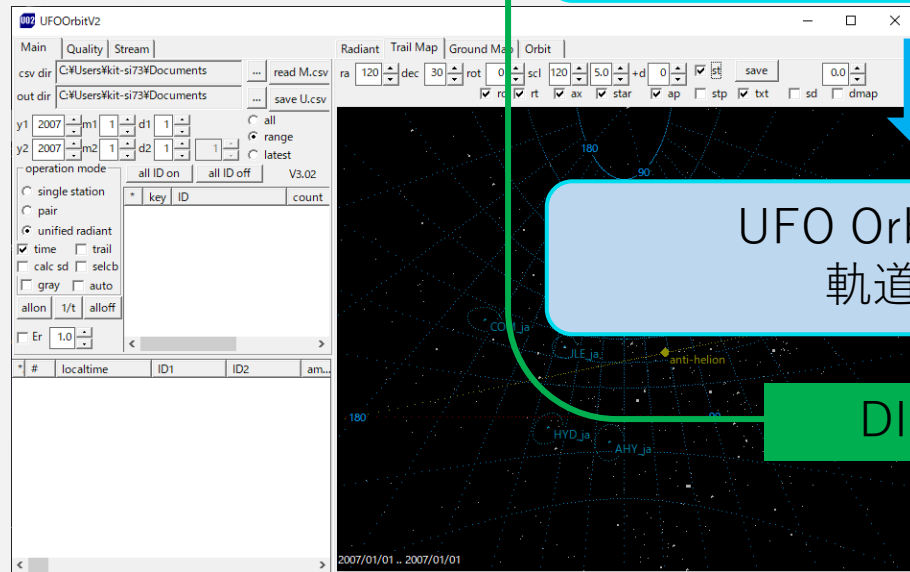 UFOOrbitV2
Main Quality Stream
csv dir C:¥Users¥kit-si73¥Documents ... read M.csv
out dir C:¥Users¥kit-si73¥Documents ... save U.csv
y1 2007 m1 1 d1 1 all
range
y2 2007 m2 1 d2 1 1 latest
operation mode all ID on all ID off V3.02
single station
pair
unified radiant
time trail
calc sd selcb
gray auto
allon 1/t alloff
Er 1.0
* key ID count
* # localtime ID1 ID2 am...
Radiant Trail Map Ground Map Orbit
ra 120 dec 30 rot 0 scl 120 5.0 +d 0 st save 0.0
rt ax star ap stp txt sd dmap
180
90
UFO Orb
軌道
COM_ja
JLE_ja
anti-helion
180
90
DI
HYD_ja
AHY_ja
2007/01/01 .. 2007/01/01